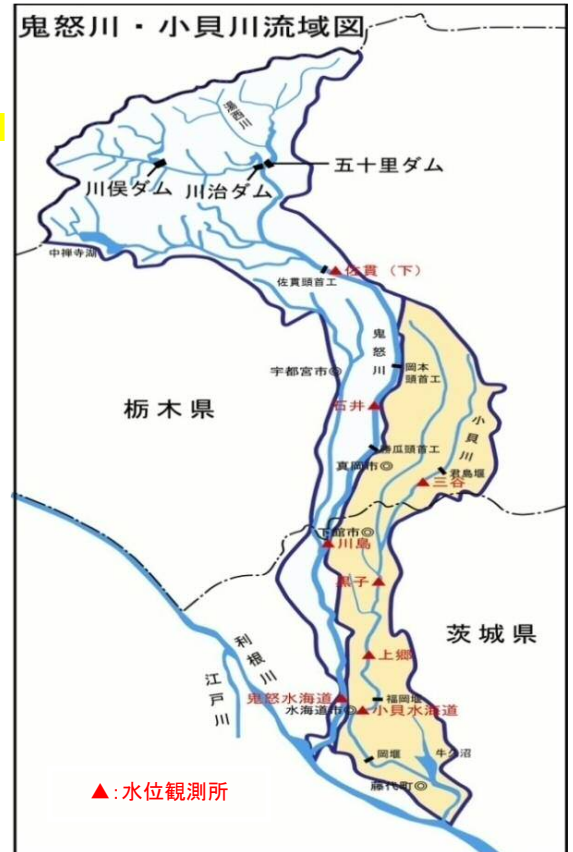 鬼怒川・小貝川流域図
湯西川
五十里ダム
川俣ダム
川治ダム
中禅寺湖
佐貫(下)
佐貫頭首工
鬼怒川
岡本
頭首工
宇都宮市◎
栃木県
石井
小貝川
勝瓜頭首工
真岡市◎
君島堰
三谷
下館市◎
川島
黒子
茨城県
利根川
江戸川
上郷
鬼怒水海道
福岡堰
水海道市◎
小貝水海道
岡堰
牛久沼
藤代町◎
▲:水位観測所